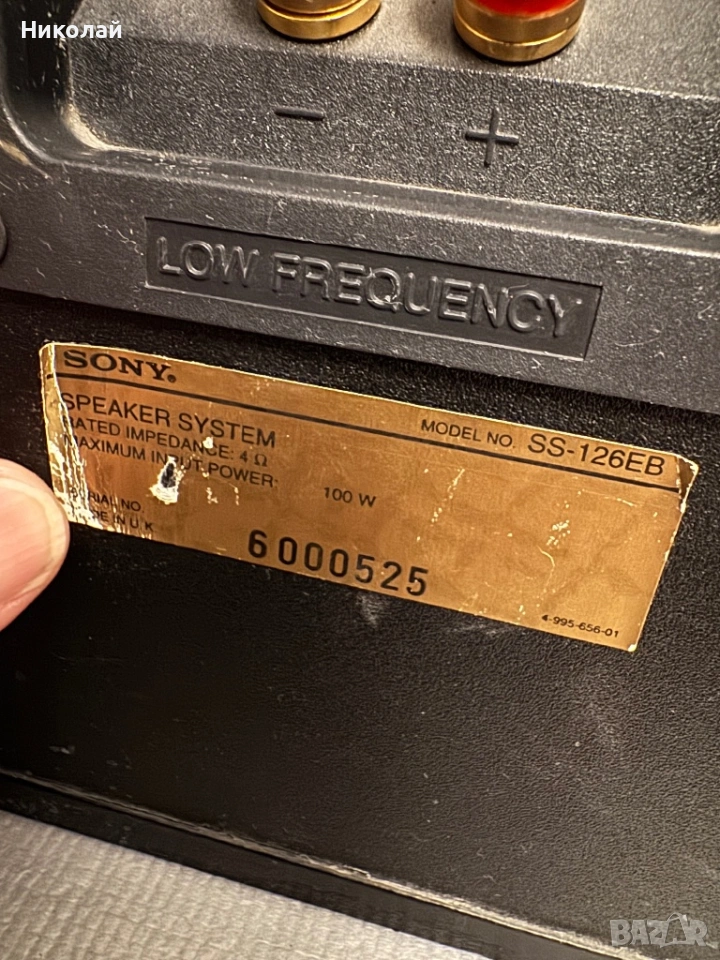 Николай
− +
LOW FREQUENCY
SONY.
SPEAKER SYSTEM
MODEL NO. SS-126EB
RATED IMPEDANCE: 4 Ω
MAXIMUM INPUT POWER: 100 W
SERIAL NO.
MADE IN U.K
6000525
4-995-656-01
BAZAR